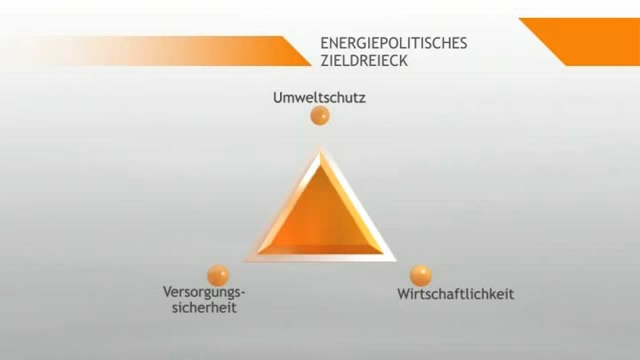 ENERGIEPOLITISCHES
ZIELDREIECK
Umweltschutz
Versorgungs-
sicherheit
Wirtschaftlichkeit